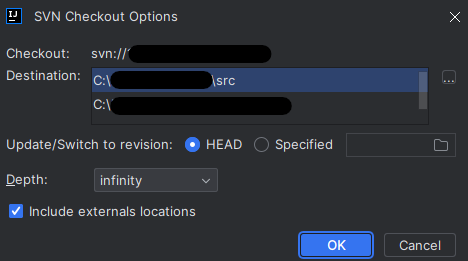 SVN Checkout Options
Checkout: svn://
Destination: C:\ \src
C:\
...
Update/Switch to revision: HEAD Specified
Depth: infinity
Include externals locations
OK Cancel